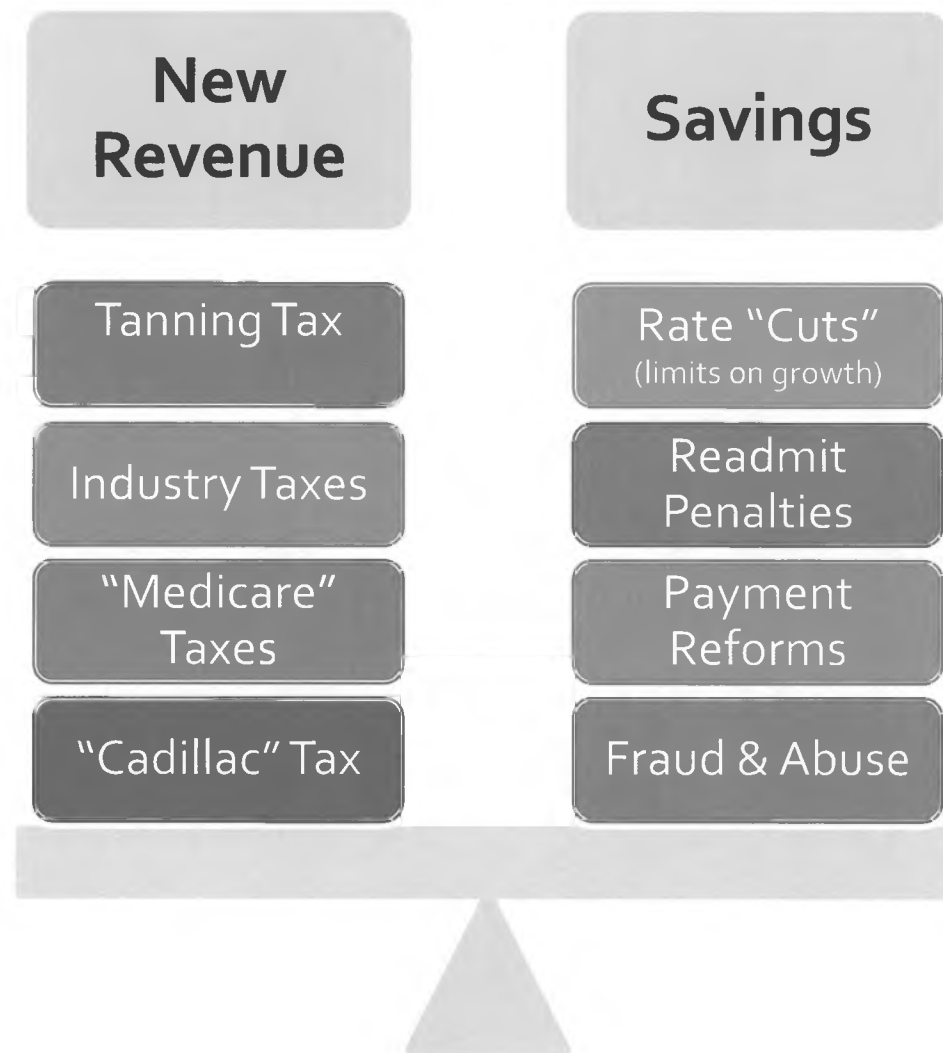 New
Revenue
Tanning Tax
Industry Taxes
"Medicare"
Taxes
"Cadillac" Tax
Savings
Rate "Cuts"
(limits on growth)
Readmit
Penalties
Payment
Reforms
Fraud & Abuse